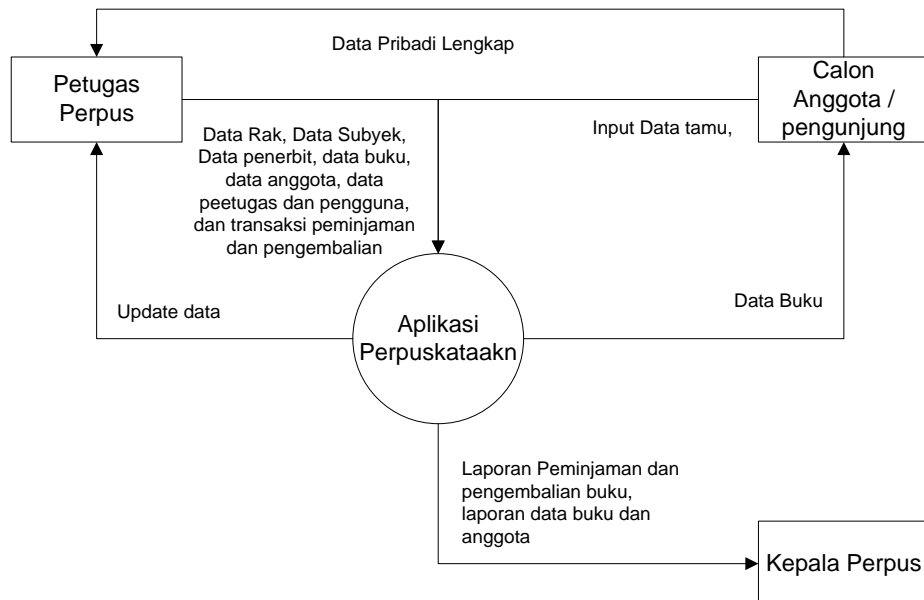 Data Pribadi Lengkap
Petugas
Perpus
Calon
Anggota /
pengunjung
Data Rak, Data Subyek,
Data penerbit, data buku,
data anggota, data
peetugas dan pengguna,
dan transaksi peminjaman
dan pengembalian
Input Data tamu,
Update data
Aplikasi
Perpuskataakn
Data Buku
Laporan Peminjaman dan
pengembalian buku,
laporan data buku dan
anggota
Kepala Perpus